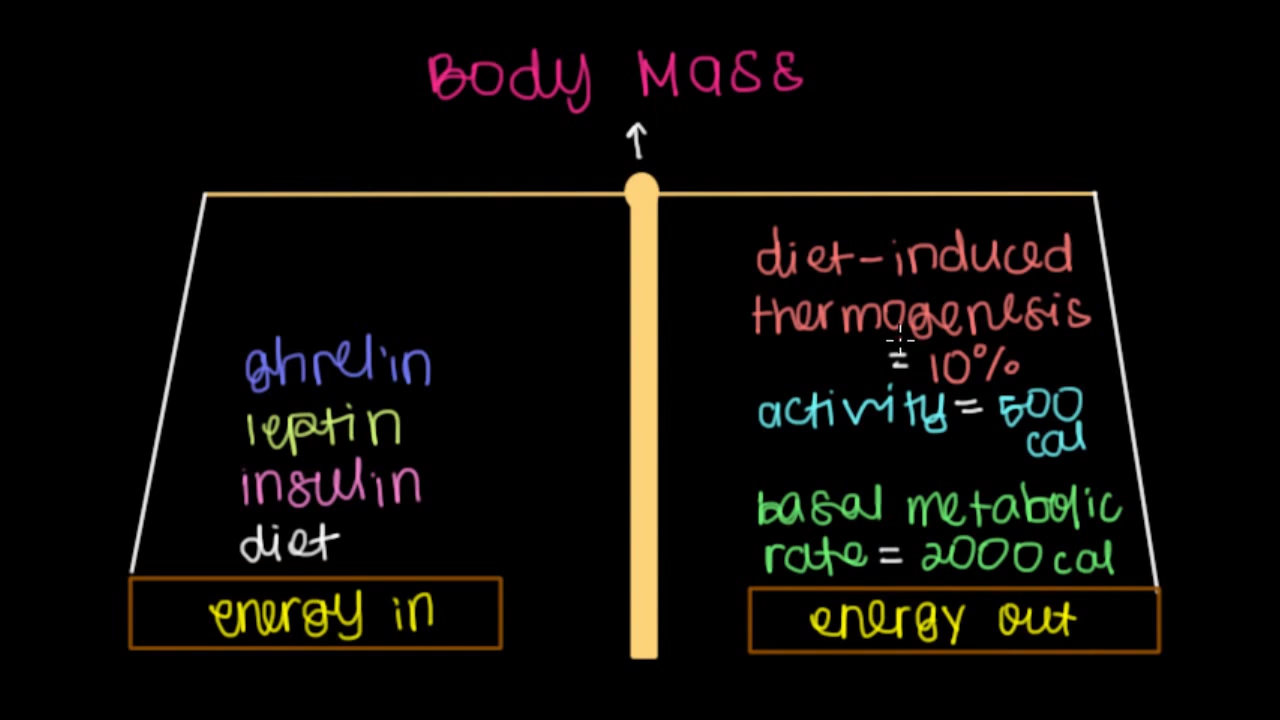 Body Mass
ghrelin
leptin
insulin
diet
energy in
diet-induced
thermogenesis
= 10%
activity = 500
cal
basal metabolic
rate = 2000 cal
energy out